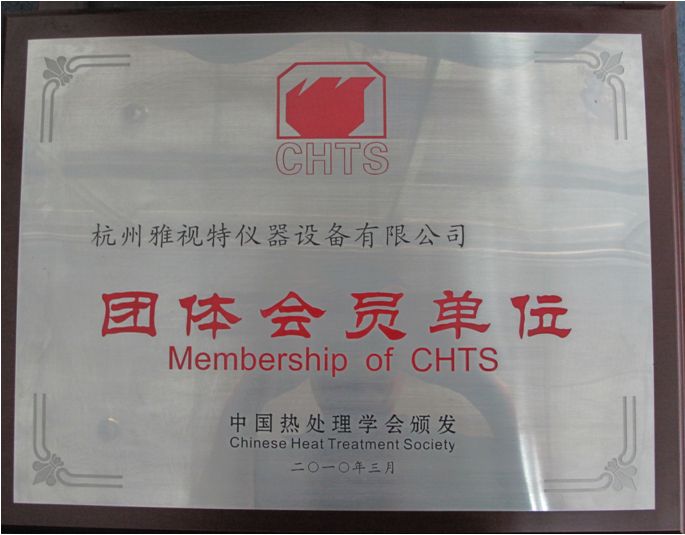 CHTS
杭州雅视特仪器设备有限公司
团体会员单位
Membership of CHTS
中国热处理学会颁发
Chinese Heat Treatment Society
二〇一〇年三月